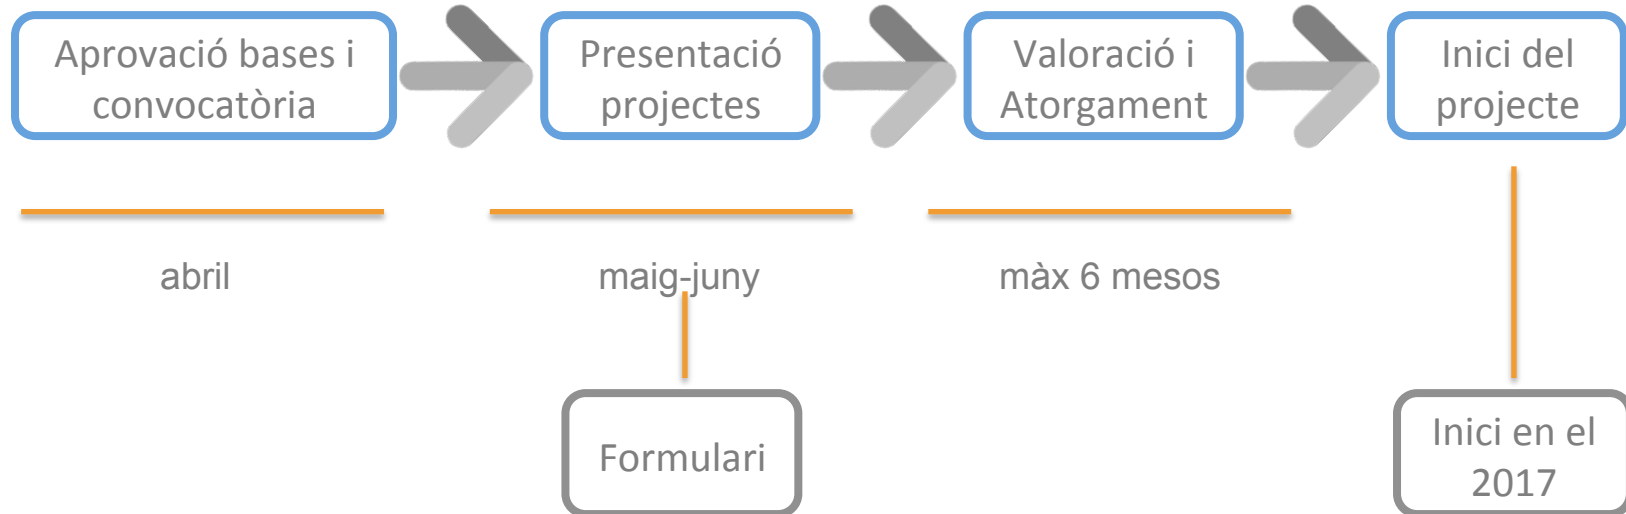 Aprovació bases i
convocatòria
Presentació
projectes
Valoració i
Atorgament
Inici del
projecte
abril
maig-juny
màx 6 mesos
Formulari
Inici en el
2017